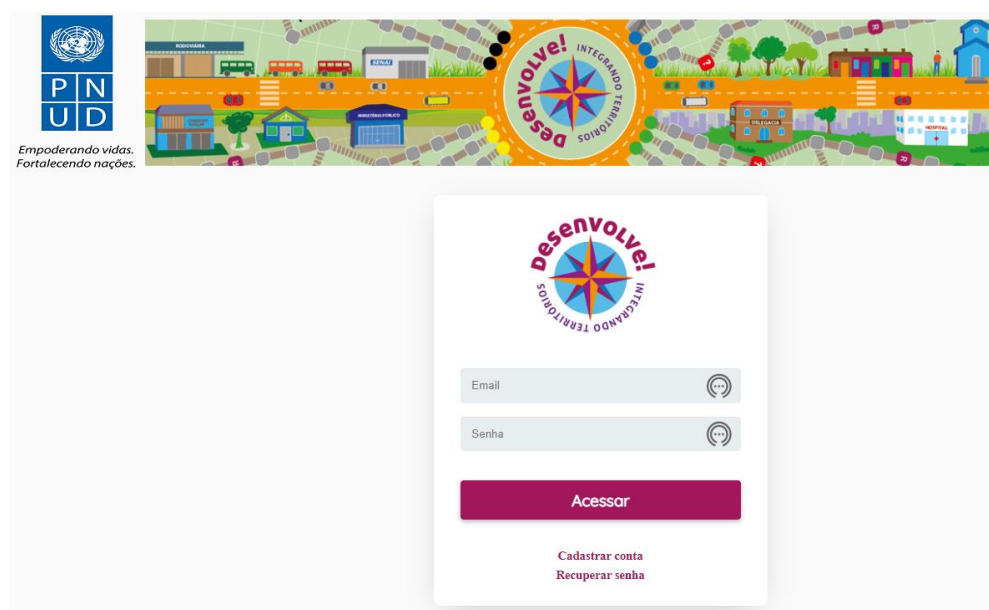 PNUD
Empoderando vidas.
Fortalecendo nações.
RODOVIÁRIA
SENAI
MINISTÉRIO PÚBLICO
Desenvolve!
INTEGRANDO TERRITÓRIOS
DELEGACIA
HOSPITAL
R
R
R
R
?
?
Desenvolve!
INTEGRANDO TERRITÓRIOS
Email
Senha
Acessar
Cadastrar conta
Recuperar senha